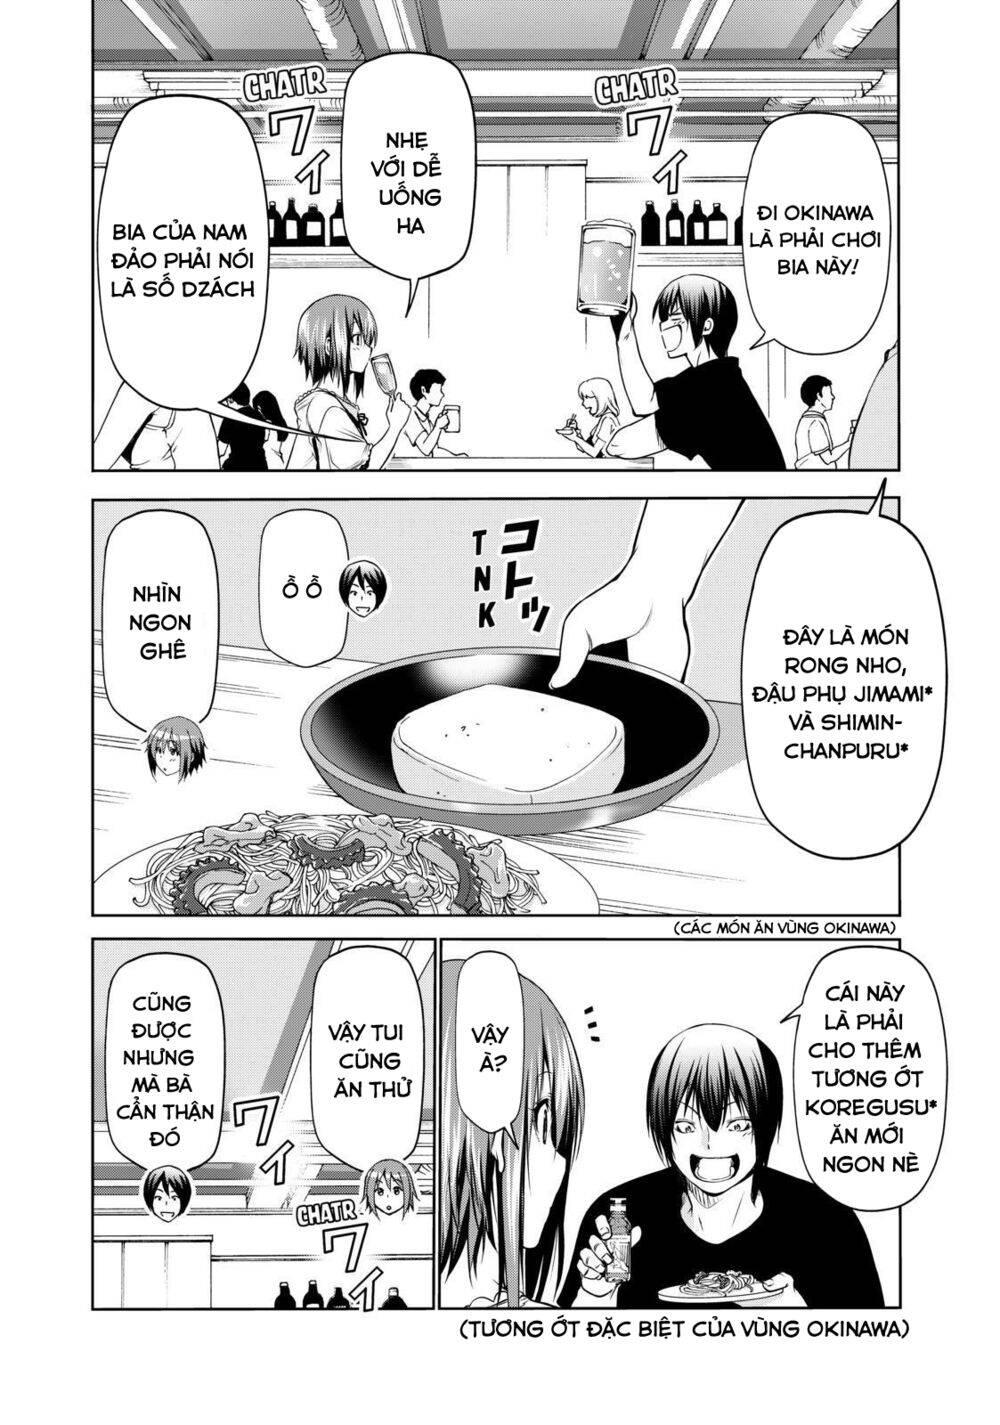 CHATR
ワイ
CHATR
ワイ
ĐI OKINAWA
LÀ PHẢI CHƠI
BIA NÀY!
NHẸ
VỚI DỄ
UỐNG
HA
BIA CỦA NAM
ĐẢO PHẢI NÓI
LÀ SỐ DZÁCH
ĐÂY LÀ MÓN
RONG NHO,
ĐẬU PHỤ JIMAMI*
VÀ SHIMIN-
CHANPURU*
コトッ
TNK
Ồ Ồ
NHÌN
NGON
GHÊ
(CÁC MÓN ĂN VÙNG OKINAWA)
CÁI NÀY
LÀ PHẢI
CHO THÊM
TƯƠNG ỚT
KOREGUSU*
ĂN MỚI
NGON NÈ
VẬY
À?
VẬY TUI
CŨNG
ĂN THỬ
CŨNG
ĐƯỢC
NHƯNG
MÀ BÀ
CẨN THẬN
ĐÓ
ワイ
CHATR
ワイ
(TƯƠNG ỚT ĐẶC BIỆT CỦA VÙNG OKINAWA)